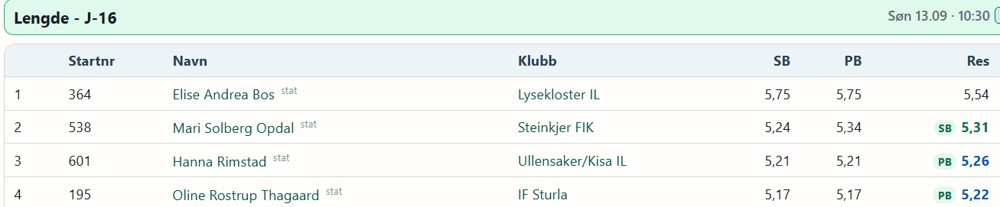 Lengde - J-16 Søn 13.09 · 10:30
Startnr Navn Klubb SB PB Res
1 364 Elise Andrea Bos stat Lysekloster IL 5,75 5,75 5,54
2 538 Mari Solberg Opdal stat Steinkjer FIK 5,24 5,34 SB 5,31
3 601 Hanna Rimstad stat Ullensaker/Kisa IL 5,21 5,21 PB 5,26
4 195 Oline Rostrup Thagaard stat IF Sturla 5,17 5,17 PB 5,22